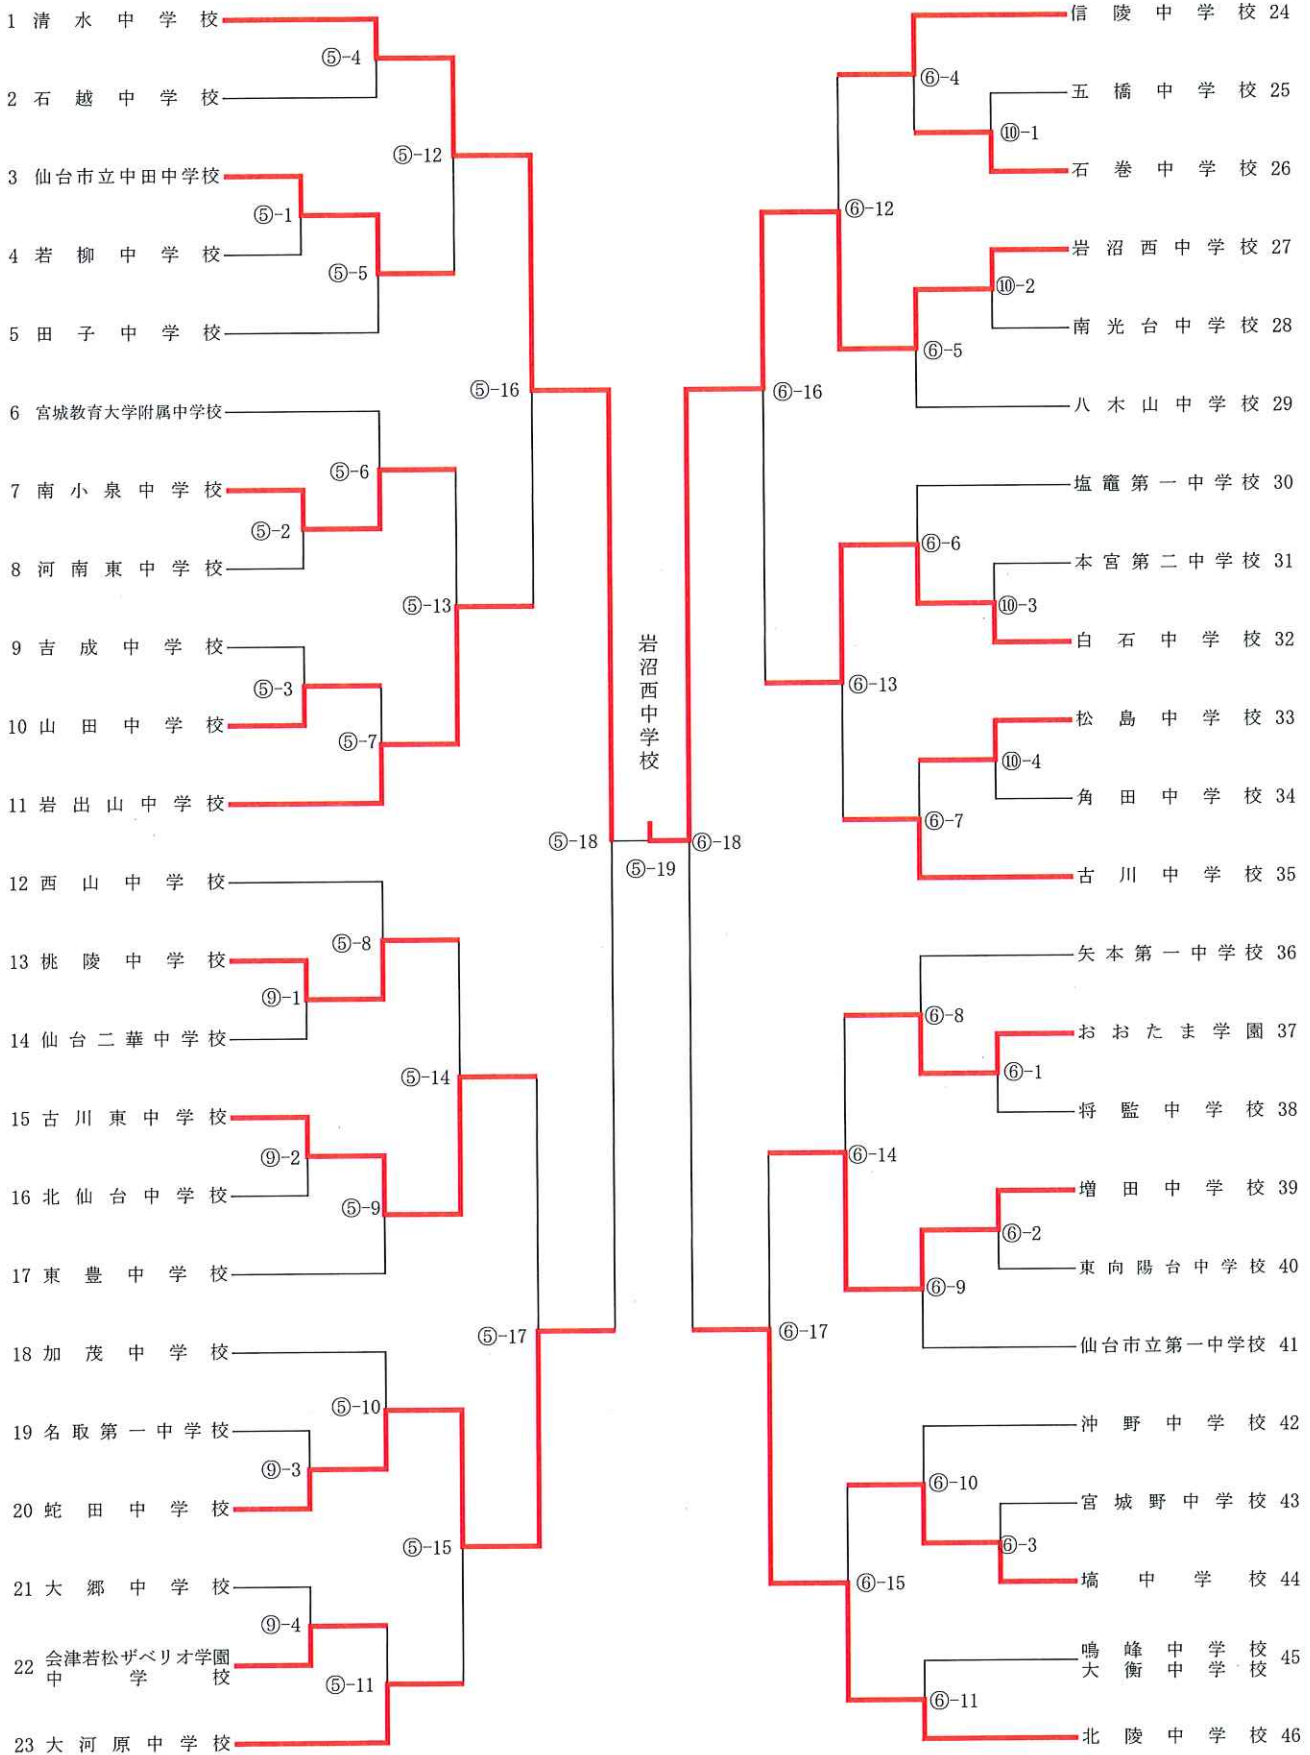 1 清水中学校
2 石越中学校
3 仙台市立中田中学校
4 若柳中学校
5 田子中学校
6 宮城教育大学附属中学校
7 南小泉中学校
8 河南東中学校
9 吉成中学校
10 山田中学校
11 岩出山中学校
12 西山中学校
13 桃陵中学校
14 仙台二華中学校
15 古川東中学校
16 北仙台中学校
17 東豊中学校
18 加茂中学校
19 名取第一中学校
20 蛇田中学校
21 大郷中学校
22 会津若松ザベリオ学園
中学校
23 大河原中学校
⑤-1
⑤-2
⑤-3
⑨-1
⑨-2
⑨-3
⑨-4
⑤-4
⑤-5
⑤-6
⑤-7
⑤-8
⑤-9
⑤-10
⑤-11
⑤-12
⑤-13
⑤-14
⑤-15
⑤-16
⑤-17
⑤-18
岩沼西中学校
⑤-19
⑥-18
⑥-16
⑥-17
⑥-12
⑥-13
⑥-14
⑥-15
⑥-4
⑥-5
⑥-6
⑥-7
⑥-8
⑥-9
⑥-10
⑥-11
⑩-1
⑩-2
⑩-3
⑩-4
⑥-1
⑥-2
⑥-3
信陵中学校 24
五橋中学校 25
石巻中学校 26
岩沼西中学校 27
南光台中学校 28
八木山中学校 29
塩竈第一中学校 30
本宮第二中学校 31
白石中学校 32
松島中学校 33
角田中学校 34
古川中学校 35
矢本第一中学校 36
おおたま学園 37
将監中学校 38
増田中学校 39
東向陽台中学校 40
仙台市立第一中学校 41
沖野中学校 42
宮城野中学校 43
塙中学校 44
鳴峰中学校
大衡中学校 45
北陵中学校 46